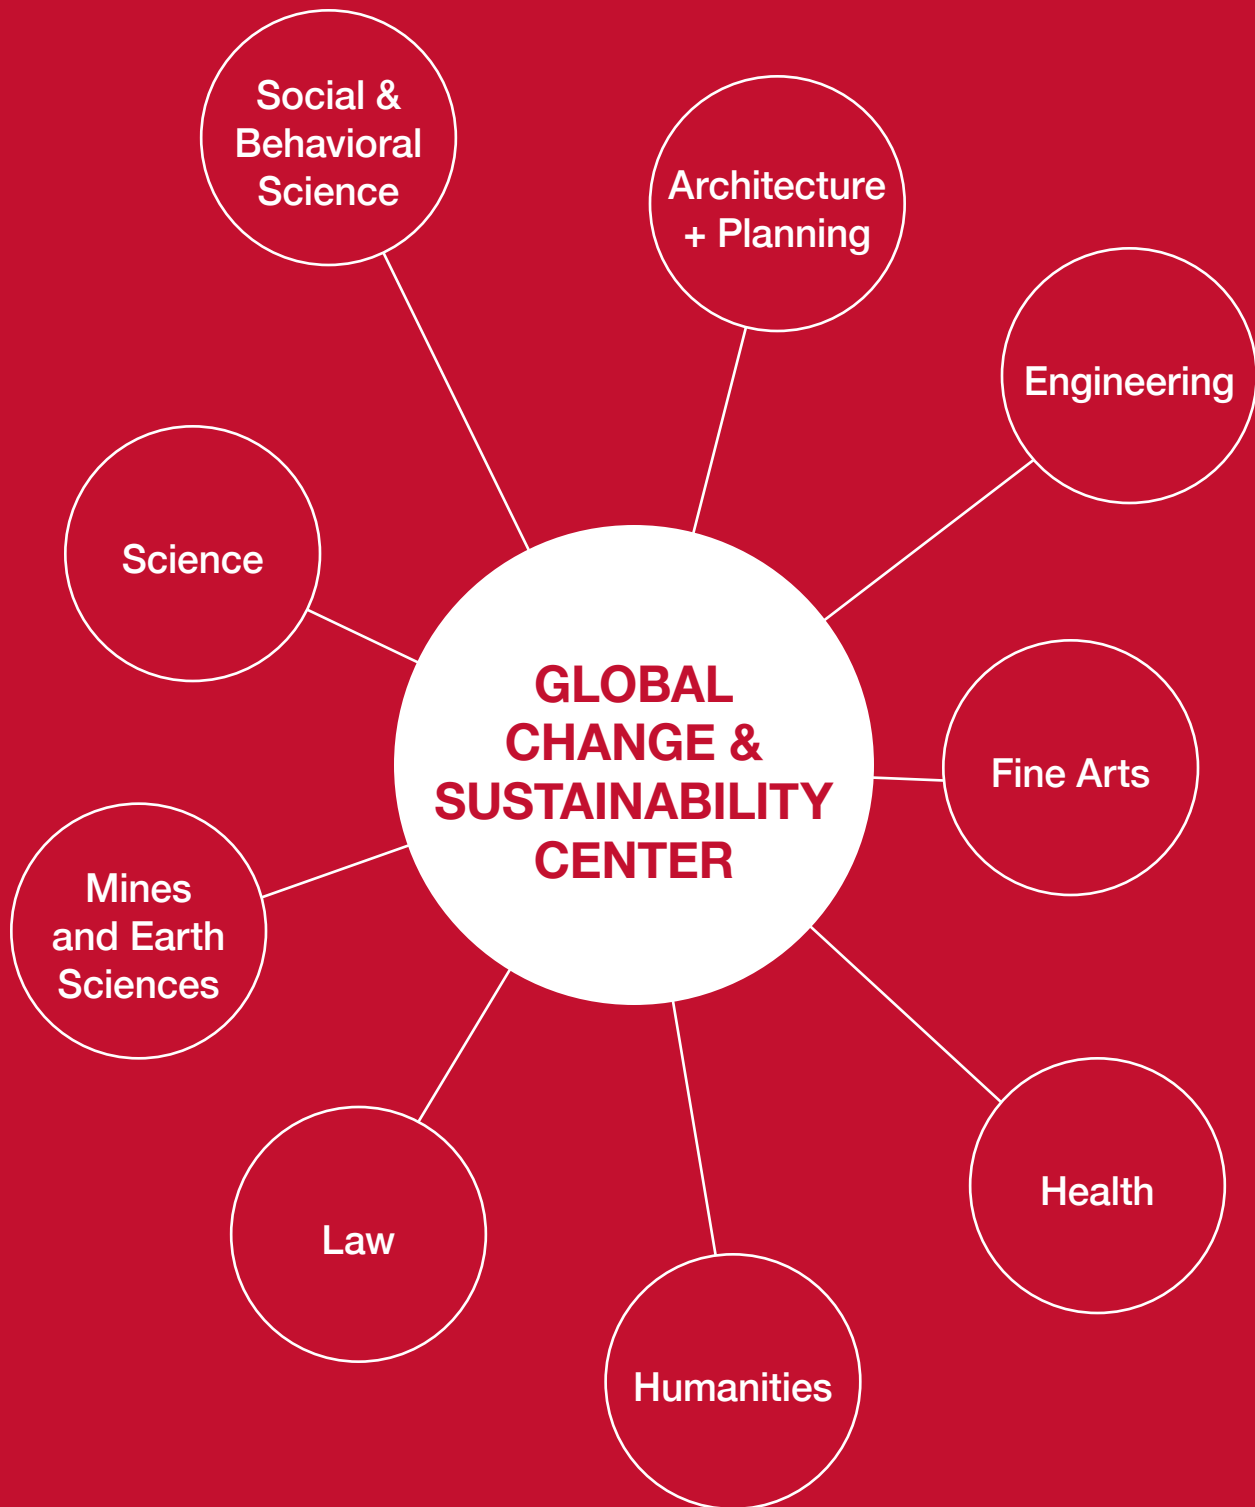 Social &
Behavioral
Science
Architecture
+ Planning
Engineering
Science
GLOBAL
CHANGE &
SUSTAINABILITY
CENTER
Fine Arts
Mines
and Earth
Sciences
Health
Law
Humanities